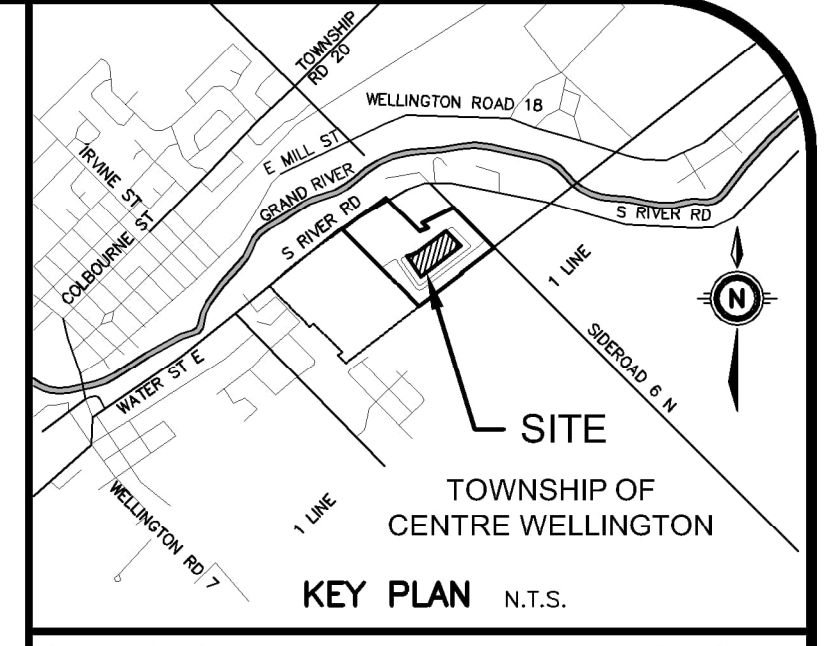 TOWNSHIP
RD 20
WELLINGTON ROAD 18
IRVINE ST
E MILL ST
GRAND RIVER
COLBOURNE ST
S RIVER RD
S RIVER RD
1 LINE
N
SIDEROAD 6 N
WATER ST E
SITE
TOWNSHIP OF
CENTRE WELLINGTON
WELLINGTON RD 7
1 LINE
KEY PLAN N.T.S.